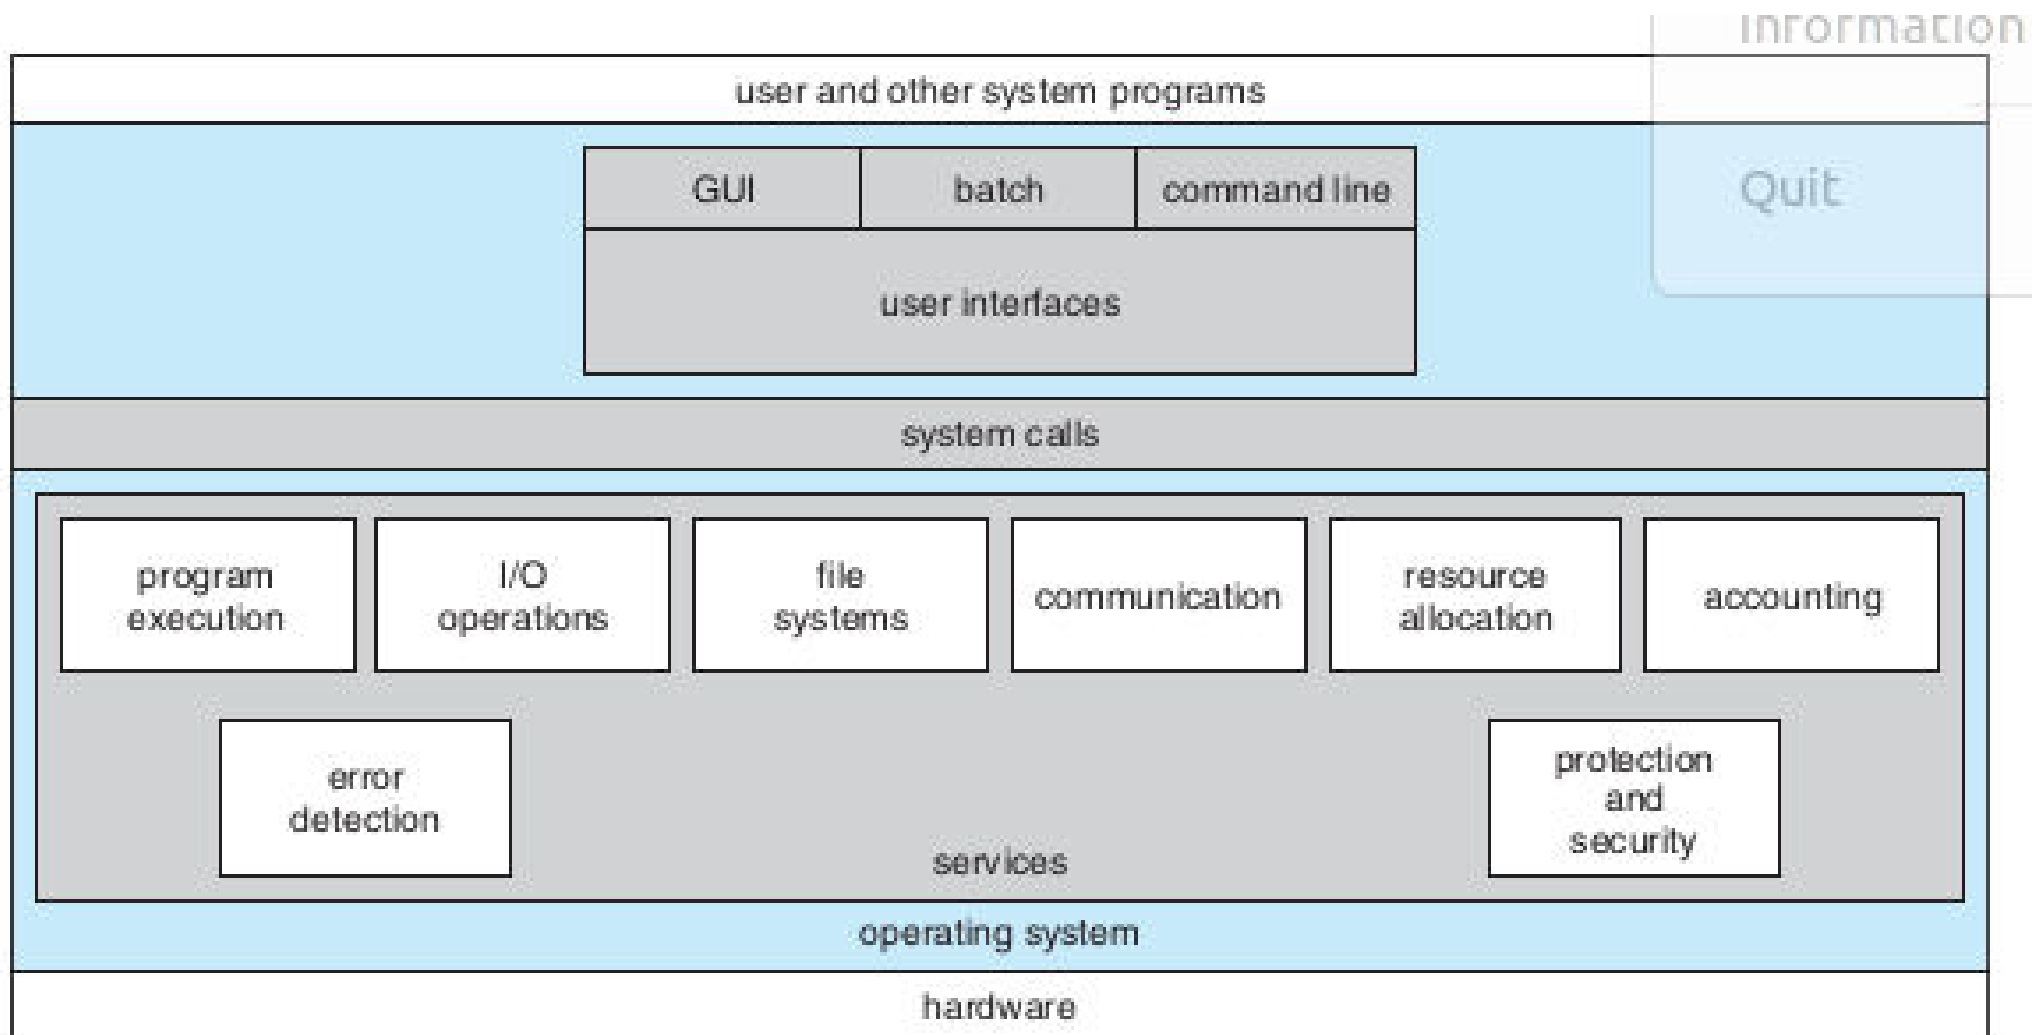 Information
user and other system programs
GUI
batch
command line
Quit
user interfaces
system calls
program
execution
I/O
operations
file
systems
communication
resource
allocation
accounting
error
detection
protection
and
security
services
operating system
hardware